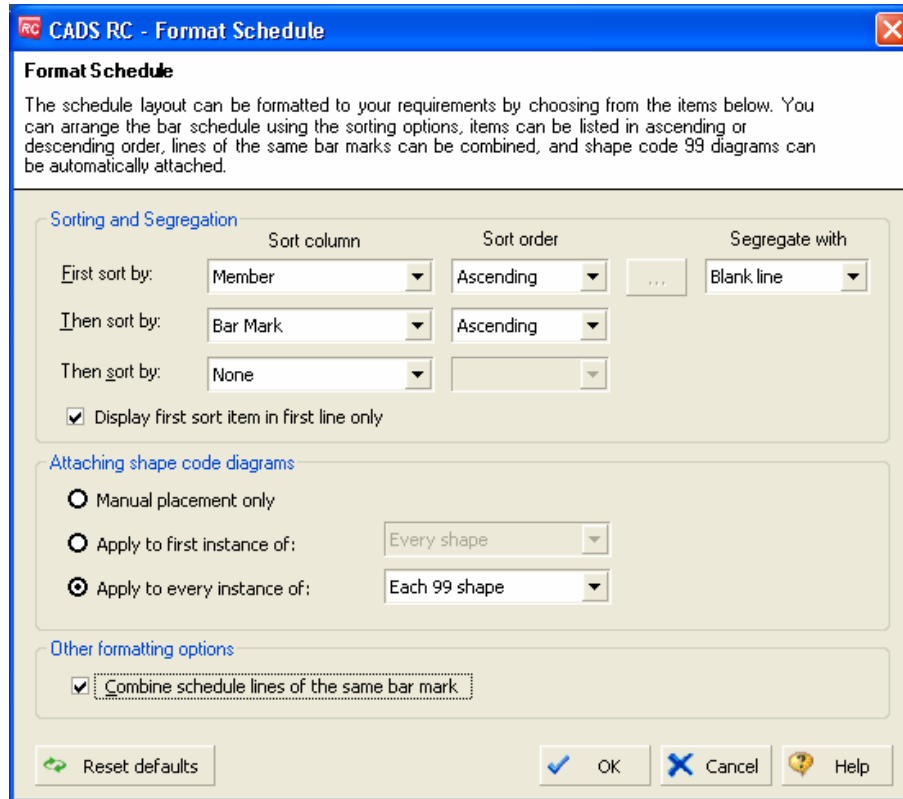 RC CADS RC - Format Schedule
Format Schedule
The schedule layout can be formatted to your requirements by choosing from the items below. You
can arrange the bar schedule using the sorting options, items can be listed in ascending or
descending order, lines of the same bar marks can be combined, and shape code 99 diagrams can
be automatically attached.
Sorting and Segregation
Sort column Sort order Segregate with
First sort by: Member Ascending ... Blank line
Then sort by: Bar Mark Ascending
Then sort by: None
Display first sort item in first line only
Attaching shape code diagrams
Manual placement only
Apply to first instance of: Every shape
Apply to every instance of: Each 99 shape
Other formatting options
Combine schedule lines of the same bar mark
Reset defaults OK Cancel Help